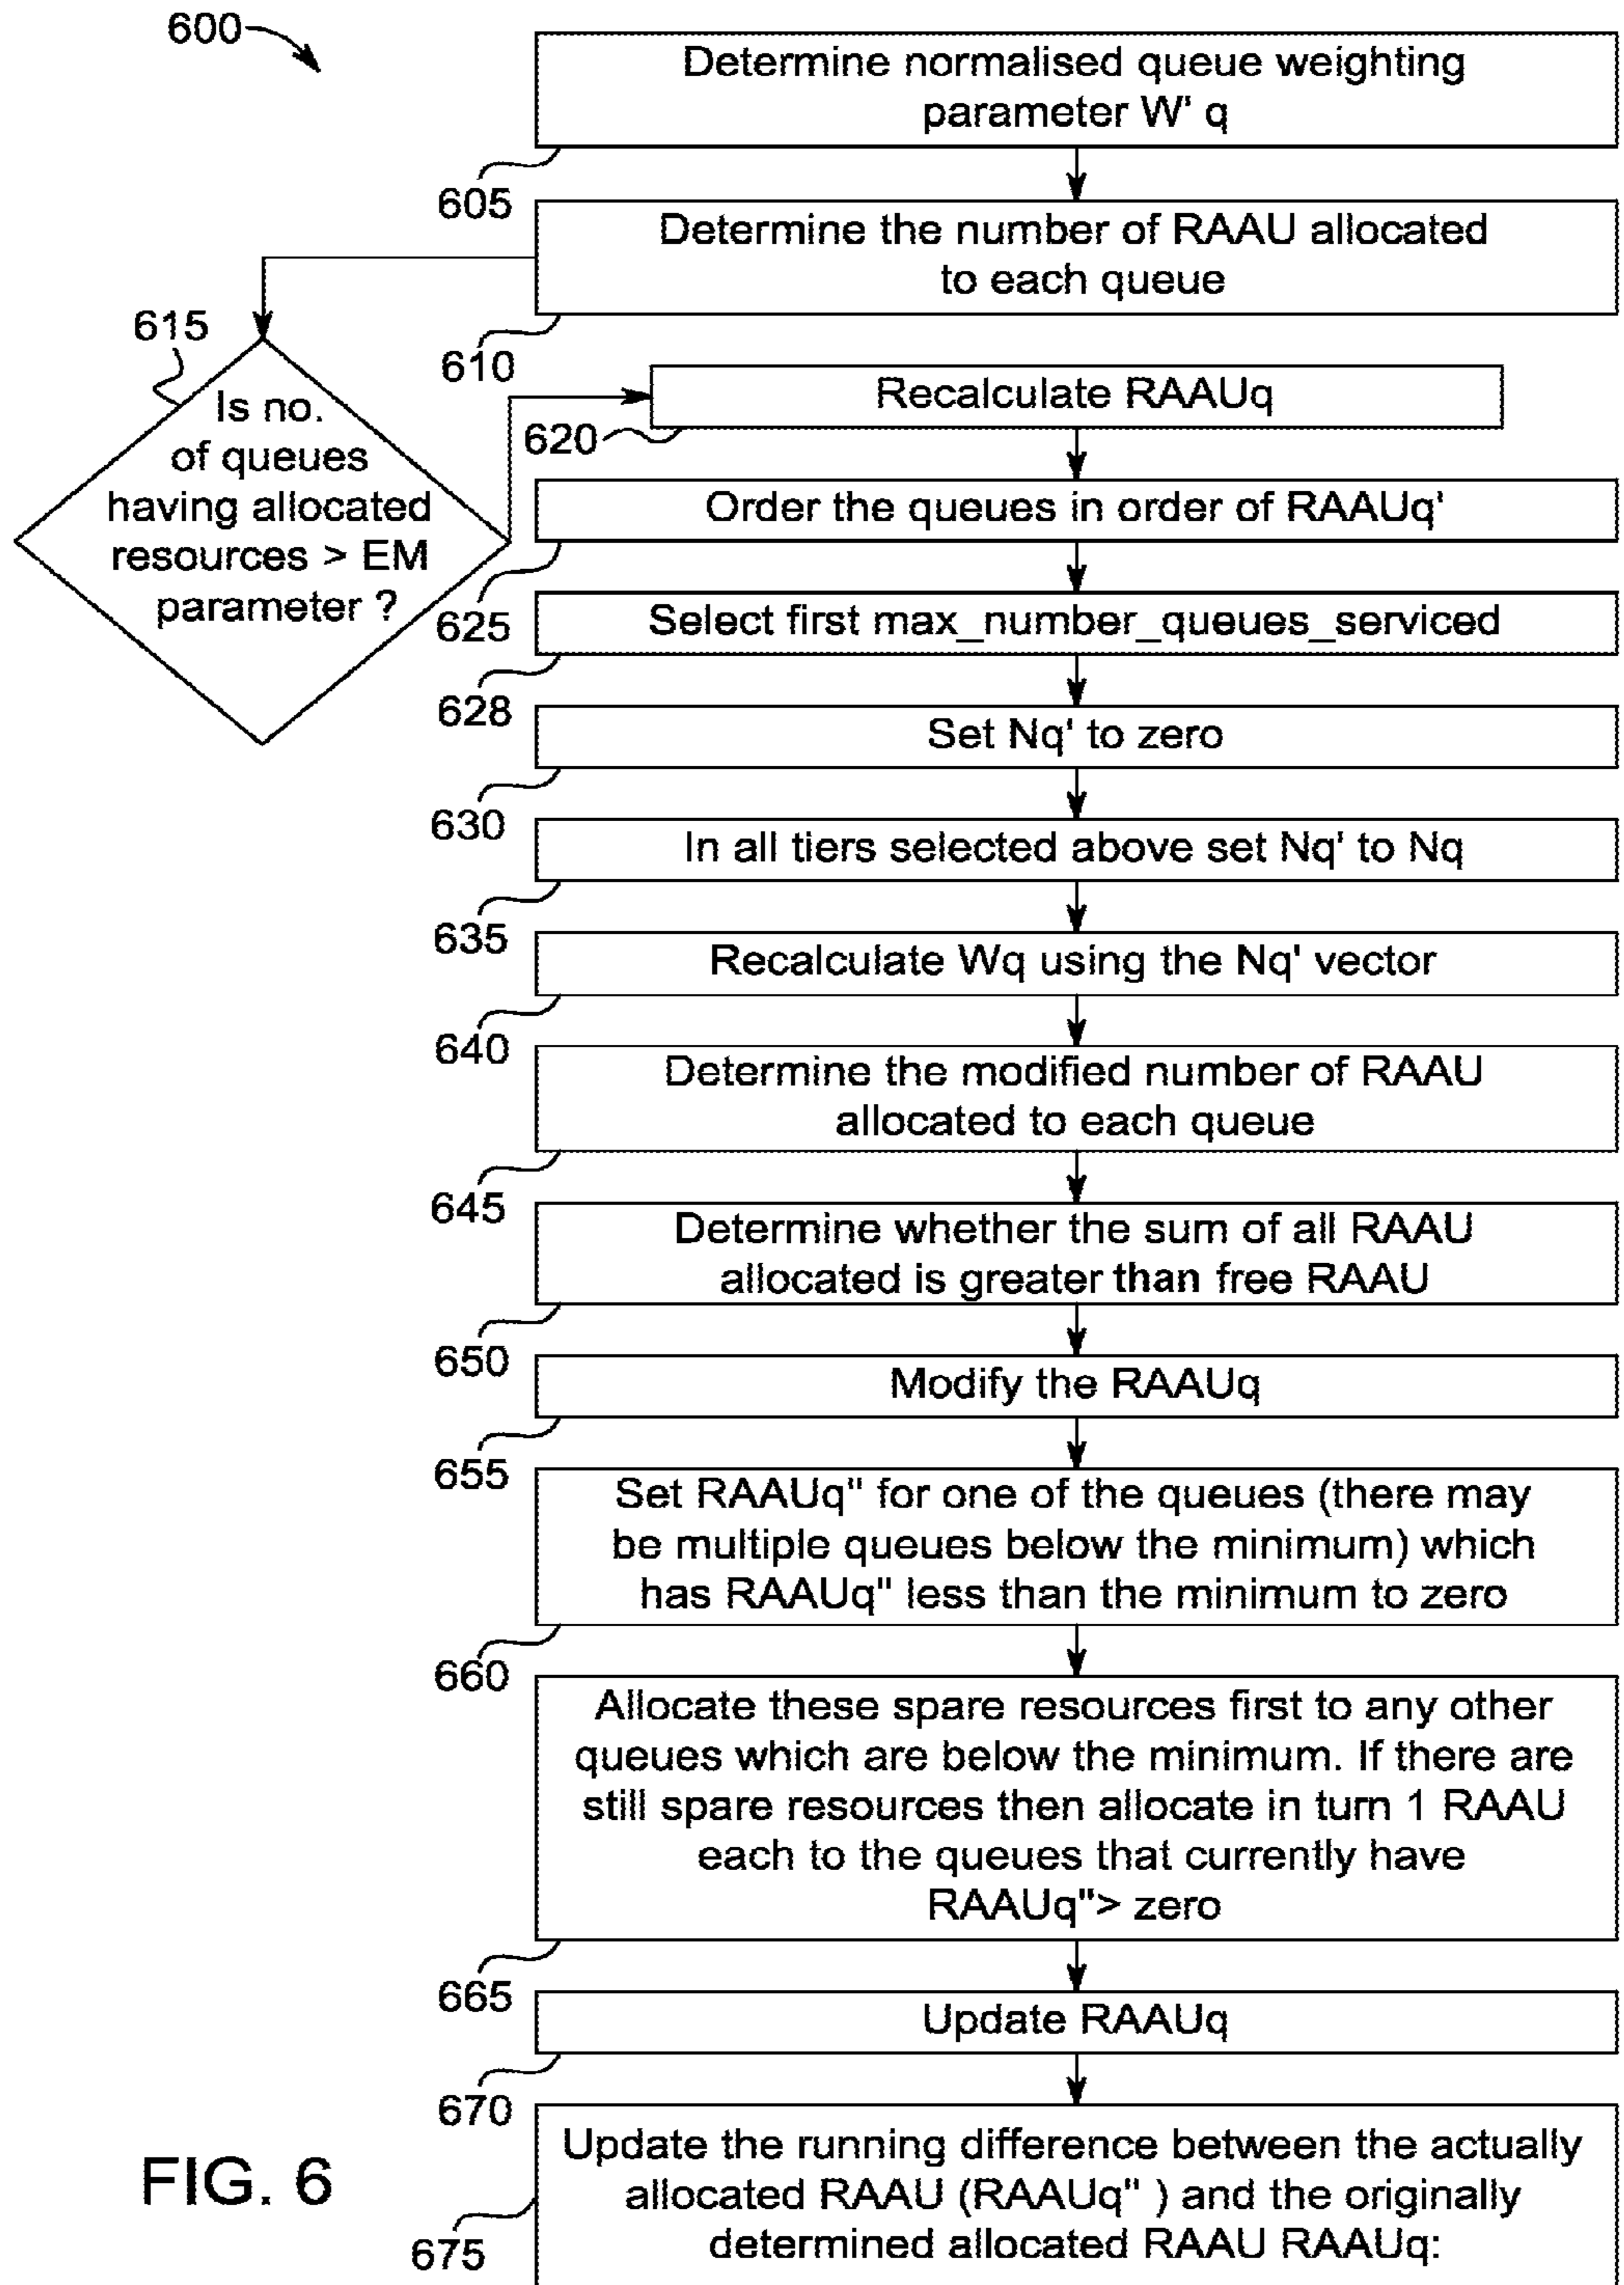 600
Determine normalised queue weighting
parameter W' q
605
Determine the number of RAAU allocated
to each queue
610
615
Is no.
of queues
having allocated
resources > EM
parameter ?
Recalculate RAAUq
620
Order the queues in order of RAAUq'
625
Select first max_number_queues_serviced
628
Set Nq' to zero
630
In all tiers selected above set Nq' to Nq
635
Recalculate Wq using the Nq' vector
640
Determine the modified number of RAAU
allocated to each queue
645
Determine whether the sum of all RAAU
allocated is greater than free RAAU
650
Modify the RAAUq
655
Set RAAUq" for one of the queues (there may
be multiple queues below the minimum) which
has RAAUq" less than the minimum to zero
660
Allocate these spare resources first to any other
queues which are below the minimum. If there are
still spare resources then allocate in turn 1 RAAU
each to the queues that currently have
RAAUq"> zero
665
Update RAAUq
670
Update the running difference between the actually
allocated RAAU (RAAUq" ) and the originally
determined allocated RAAU RAAUq:
675
FIG. 6